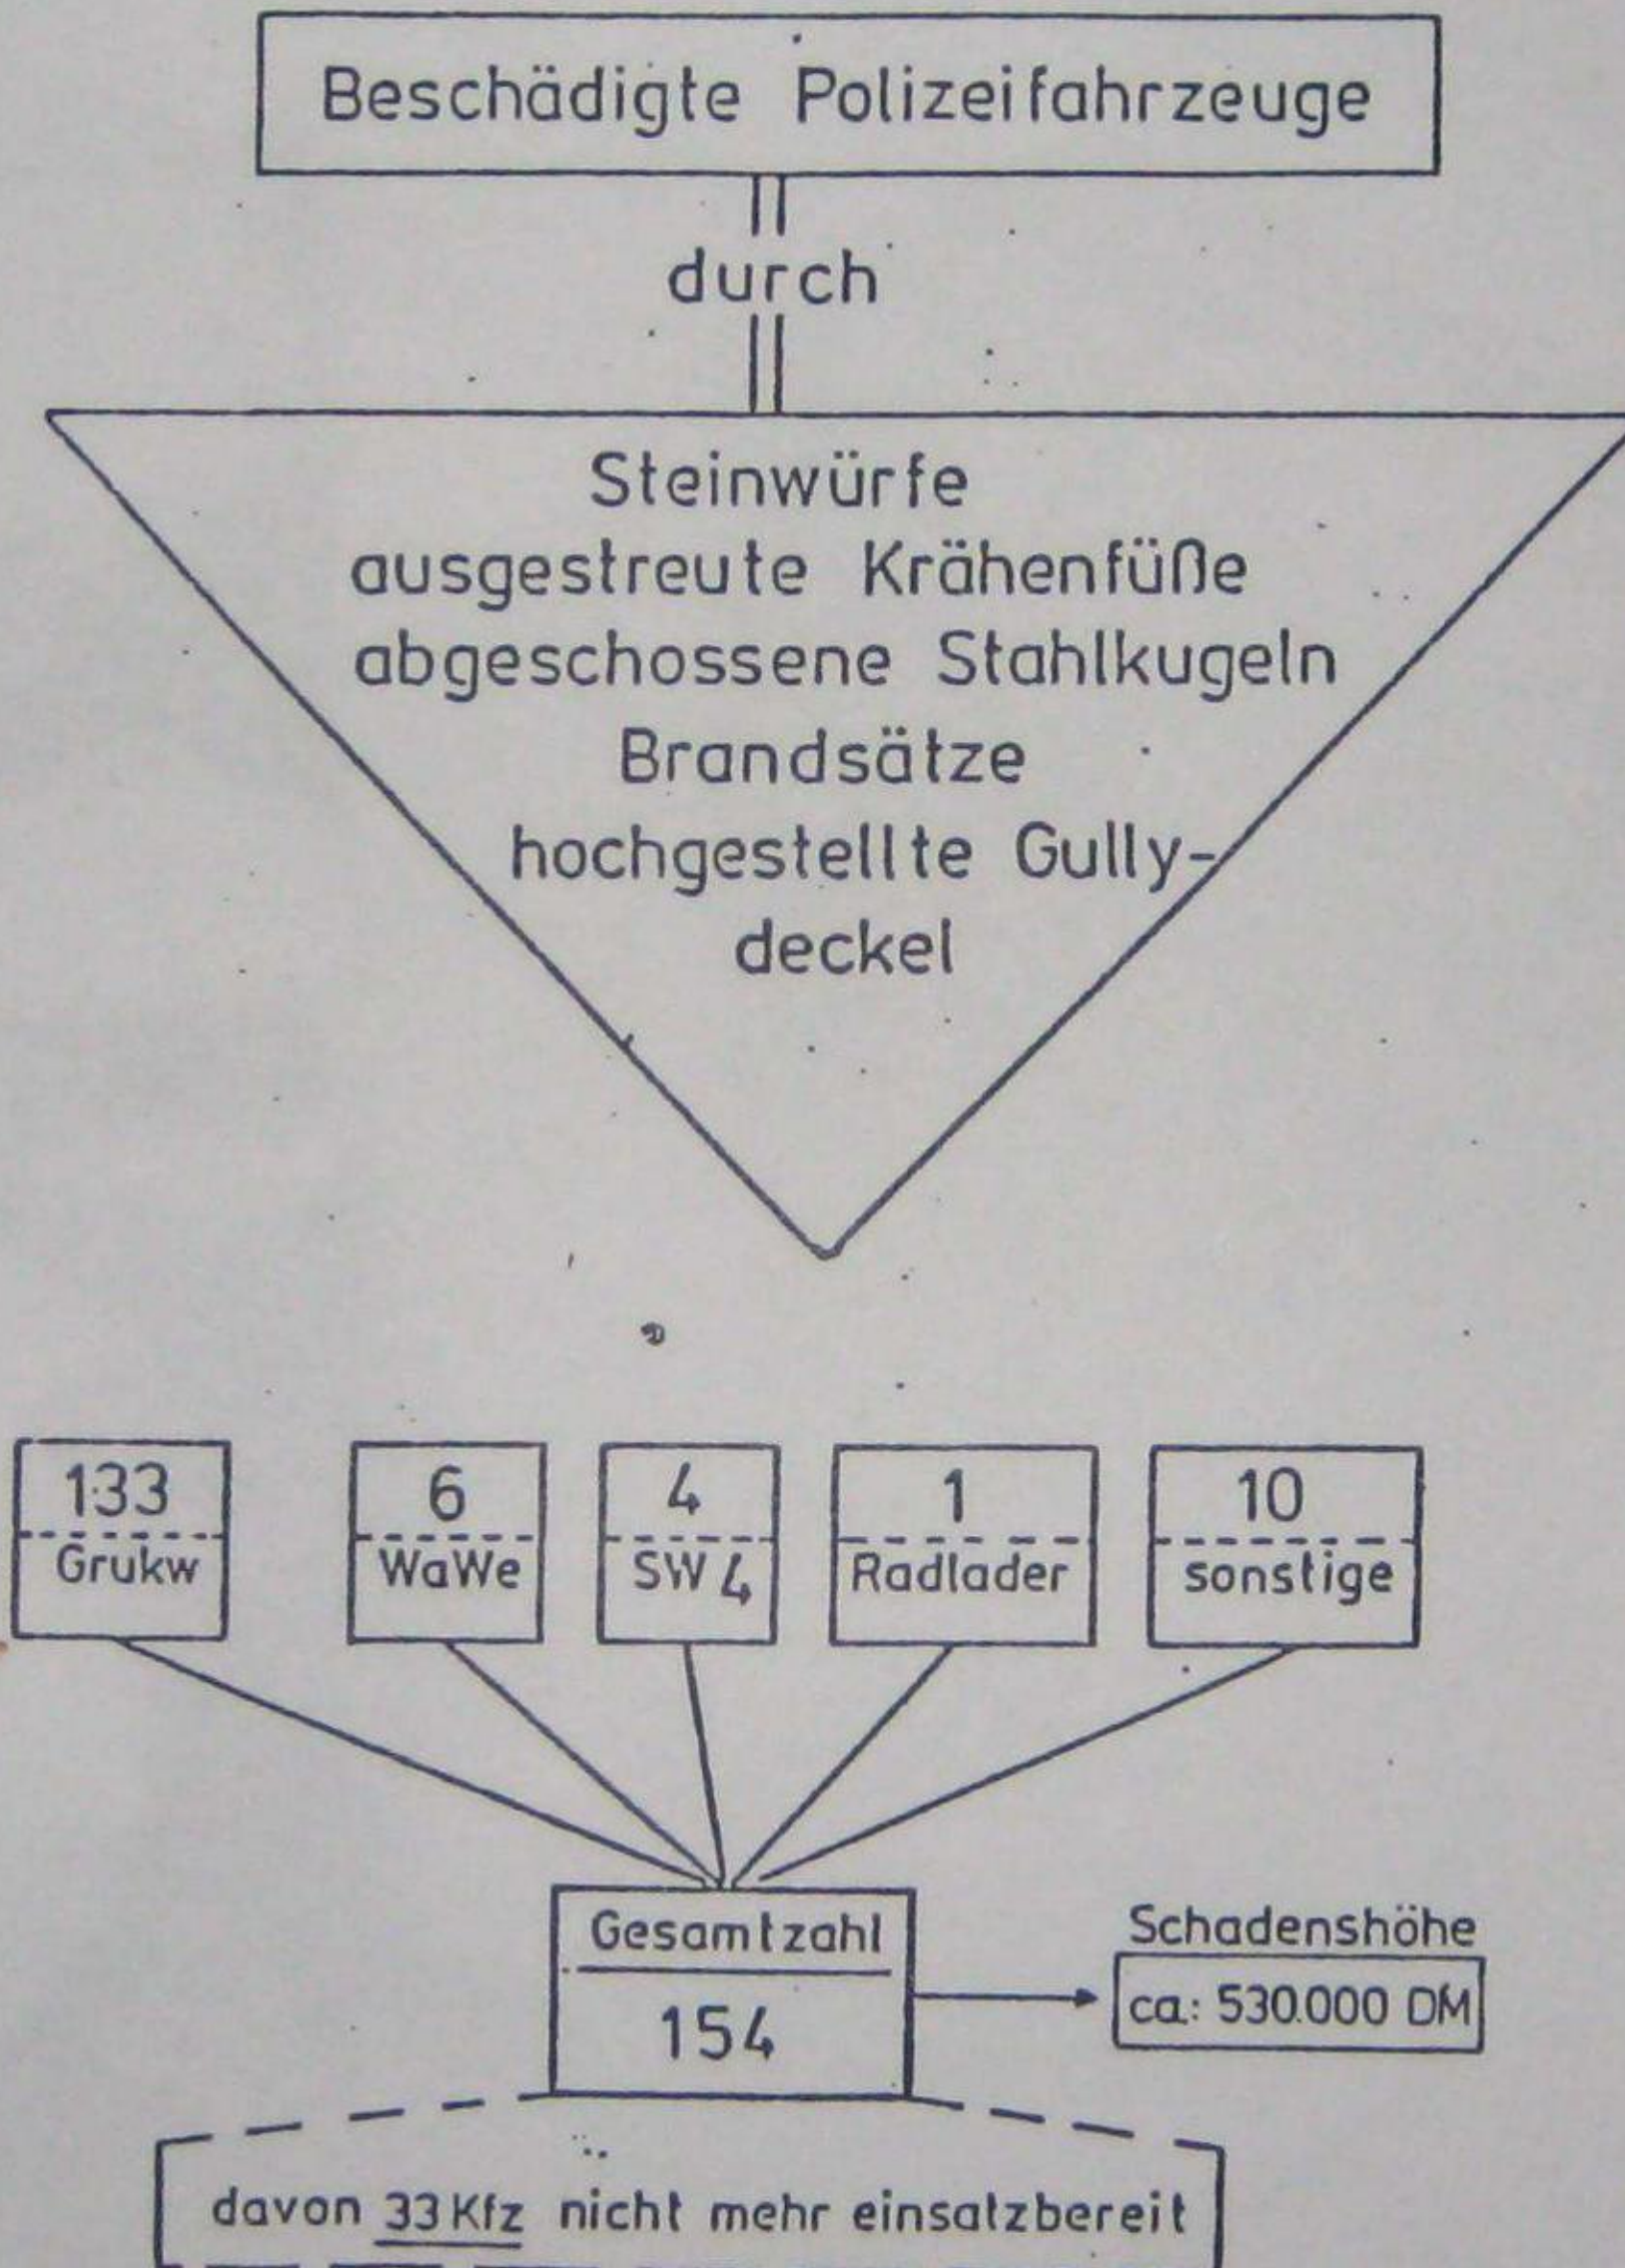 Beschädigte Polizeifahrzeuge
durch
Steinwürfe
ausgestreute Krähenfüße
abgeschossene Stahlkugeln
Brandsätze
hochgestellte Gully-
deckel
133
Grukw
6
WaWe
4
SW 4
1
Radlader
10
sonstige
Gesamtzahl
154
Schadenshöhe
ca.: 530.000 DM
davon 33 Kfz nicht mehr einsatzbereit